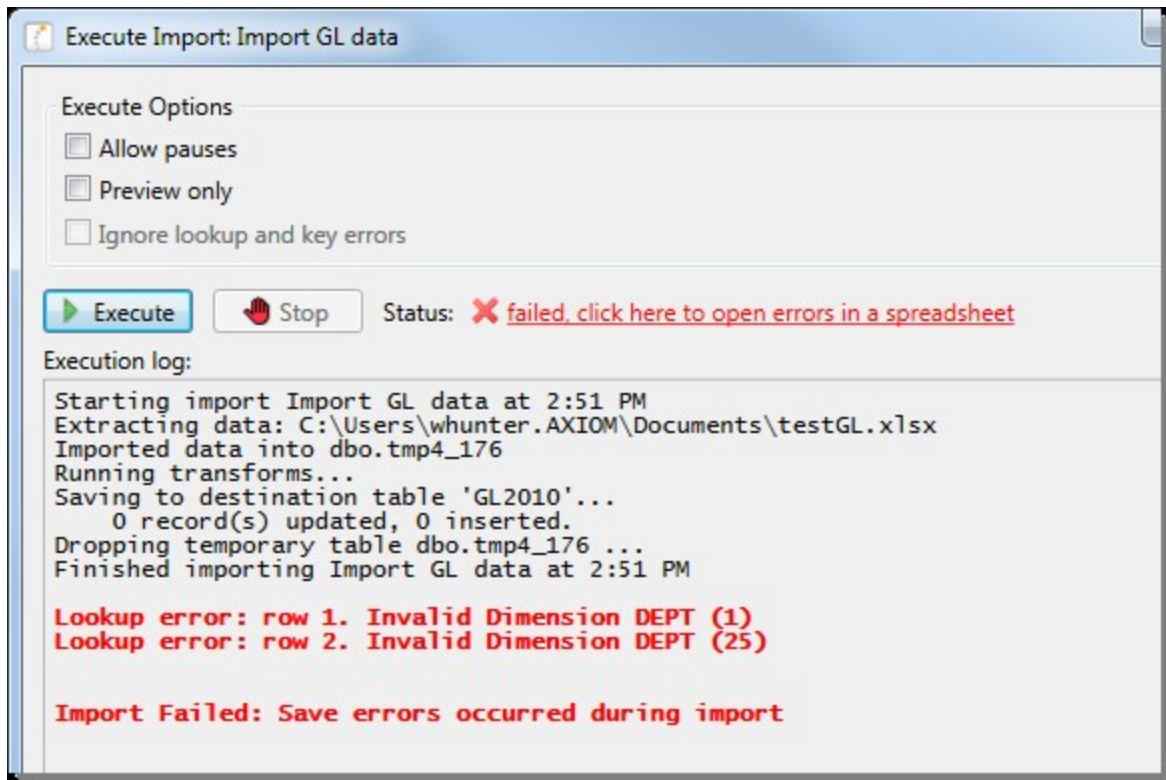 Execute Import: Import GL data
Execute Options
Allow pauses
Preview only
Ignore lookup and key errors
Execute Stop Status: failed, click here to open errors in a spreadsheet
Execution log:
Starting import Import GL data at 2:51 PM
Extracting data: C:\Users\whunter.AXIOM\Documents\testGL.xlsx
Imported data into dbo.tmp4_176
Running transforms...
Saving to destination table 'GL2010'...
0 record(s) updated, 0 inserted.
Dropping temporary table dbo.tmp4_176 ...
Finished importing Import GL data at 2:51 PM
Lookup error: row 1. Invalid Dimension DEPT (1)
Lookup error: row 2. Invalid Dimension DEPT (25)
Import Failed: Save errors occurred during import